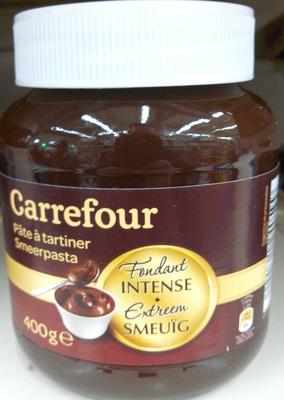 Carrefour
Pâte à tartiner
Smeerpasta
Fondant
INTENSE
Extreem
SMEUÏG
400g e